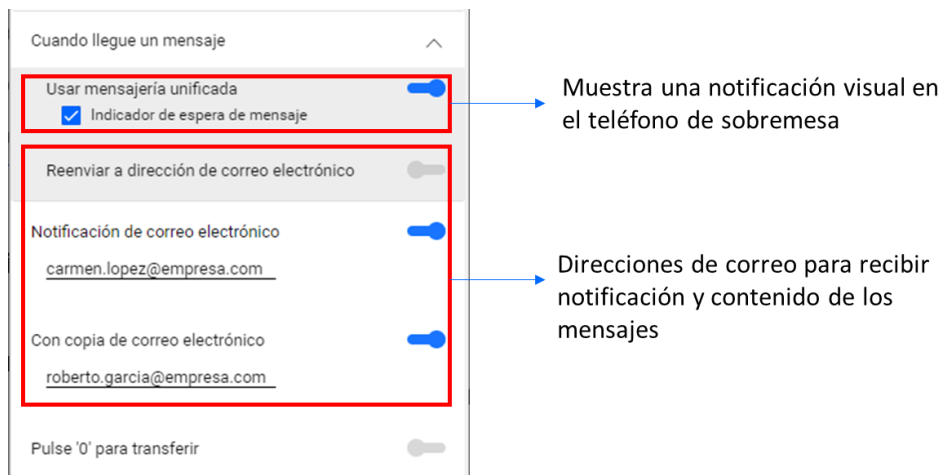 Cuando llegue un mensaje
Usar mensajería unificada
Indicador de espera de mensaje
Muestra una notificación visual en
el teléfono de sobremesa
Reenviar a dirección de correo electrónico
Notificación de correo electrónico
carmen.lopez@empresa.com
Con copia de correo electrónico
roberto.garcia@empresa.com
Direcciones de correo para recibir
notificación y contenido de los
mensajes
Pulse '0' para transferir